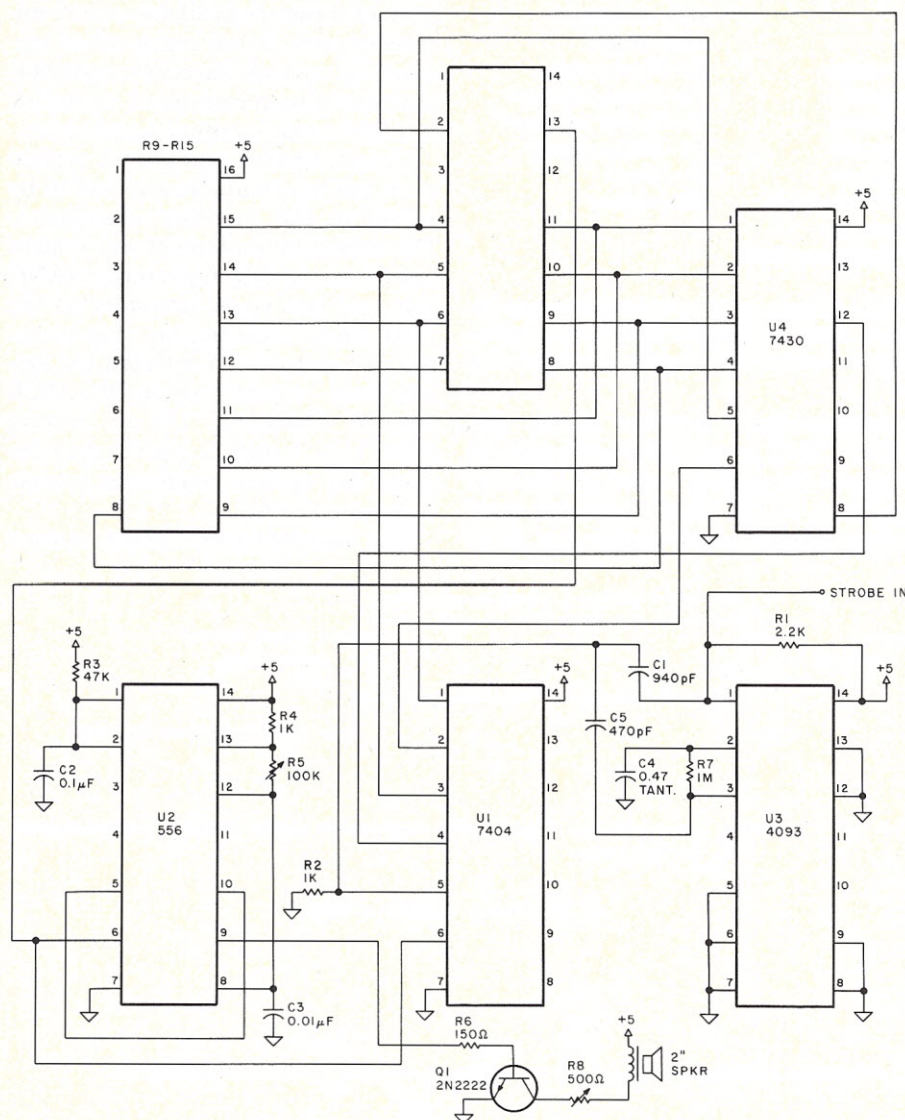 R9-R15
+5
1
2
3
4
5
6
7
8
16
15
14
13
12
11
10
9
1
2
3
4
5
6
7
14
13
12
11
10
9
8
+5
U4
7430
1
2
3
4
5
6
7
14
13
12
11
10
9
8
STROBE IN
+5
R3
47K
C2
0.1µF
U2
556
1
2
3
4
5
6
7
14
13
12
11
10
9
8
+5
R4
1K
R5
100K
C3
0.01µF
R2
1K
U1
7404
1
2
3
4
5
6
7
+5
14
13
12
11
10
9
8
C1
940pF
C5
470pF
C4
0.47
TANT.
R7
1M
R1
2.2K
+5
U3
4093
1
2
3
4
5
6
7
14
13
12
11
10
9
8
R6
150Ω
Q1
2N2222
R8
500Ω
+5
2"
SPKR